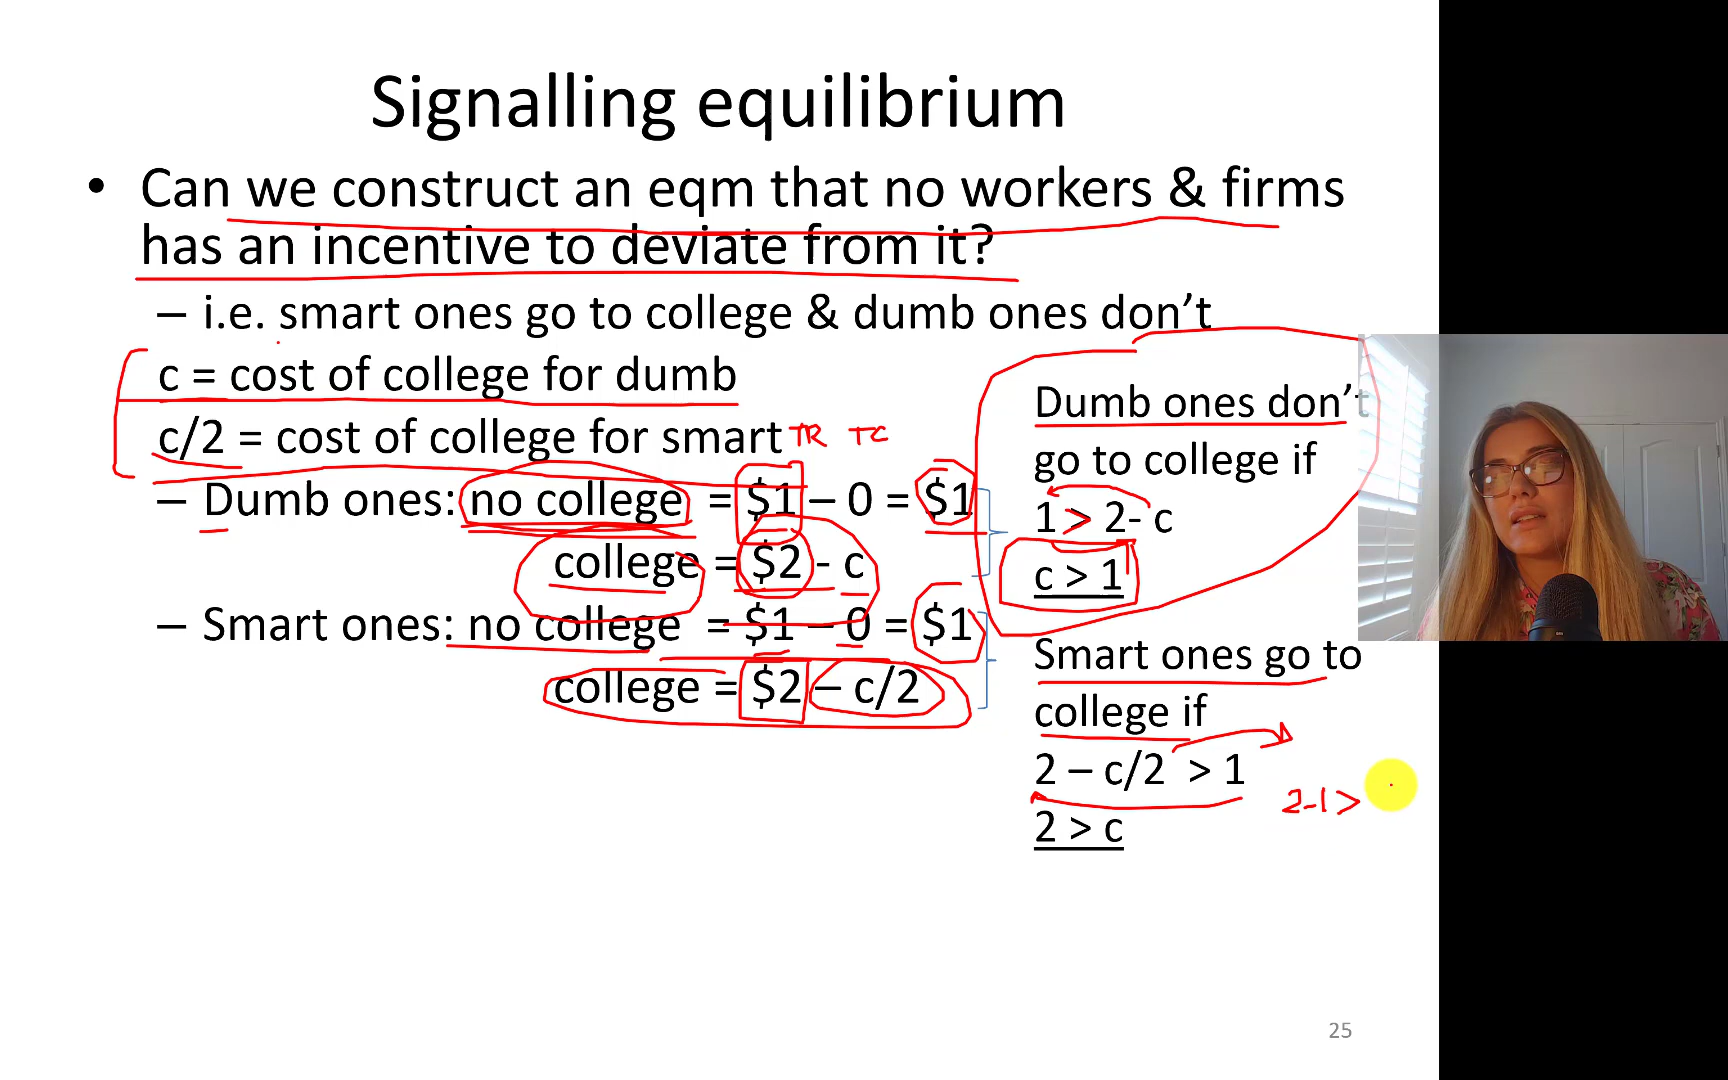 Signalling equilibrium
• Can we construct an eqm that no workers & firms
has an incentive to deviate from it?
– i.e. smart ones go to college & dumb ones don’t
c = cost of college for dumb
c/2 = cost of college for smart TR TC
– Dumb ones: no college = $1 – 0 = $1
college = $2 - c
– Smart ones: no college = $1 – 0 = $1
college = $2 – c/2
Dumb ones don’t
go to college if
1 > 2- c
c > 1
Smart ones go to
college if
2 – c/2 > 1
2-1 >
2 > c
25